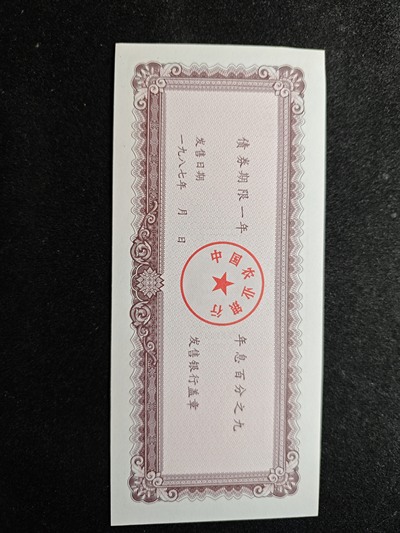 债券期限一年
年息百分之九
发售日期
一九八七年 月 日
发售银行盖章
中国农业银行